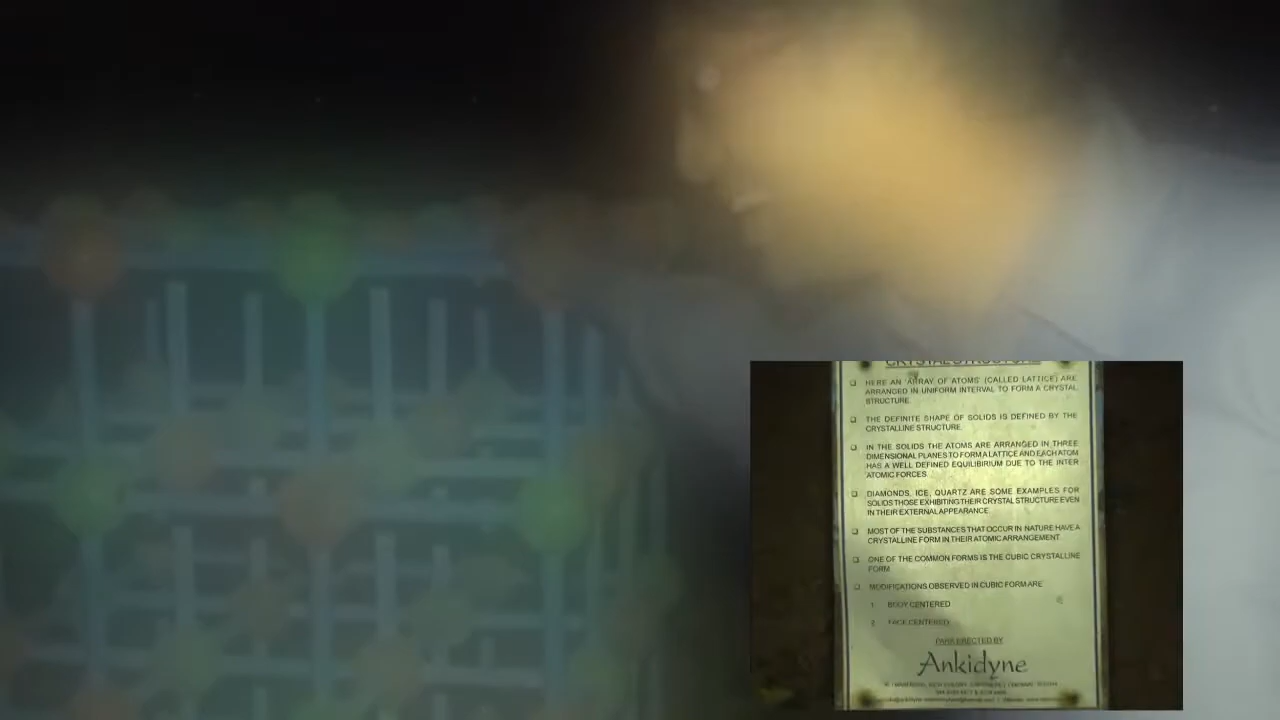 CRYSTAL STRUCTURE
❑ HERE AN 'ARRAY OF ATOMS' (CALLED LATTICE) ARE
ARRANGED IN UNIFORM INTERVAL TO FORM A CRYSTAL
STRUCTURE.
❑ THE DEFINITE SHAPE OF SOLIDS IS DEFINED BY THE
CRYSTALLINE STRUCTURE.
❑ IN THE SOLIDS THE ATOMS ARE ARRANGED IN THREE
DIMENSIONAL PLANES TO FORM A LATTICE AND EACH ATOM
HAS A WELL DEFINED EQUILIBRIUM DUE TO THE INTER
ATOMIC FORCES.
❑ DIAMONDS, ICE, QUARTZ ARE SOME EXAMPLES FOR
SOLIDS THOSE EXHIBITING THEIR CRYSTAL STRUCTURE EVEN
IN THEIR EXTERNAL APPEARANCE.
❑ MOST OF THE SUBSTANCES THAT OCCUR IN NATURE HAVE A
CRYSTALLINE FORM IN THEIR ATOMIC ARRANGEMENT.
❑ ONE OF THE COMMON FORMS IS THE CUBIC CRYSTALLINE
FORM
❑ MODIFICATIONS OBSERVED IN CUBIC FORM ARE
1 BODY CENTERED
2 FACE CENTERED
PARK ERECTED BY
Ankidyne